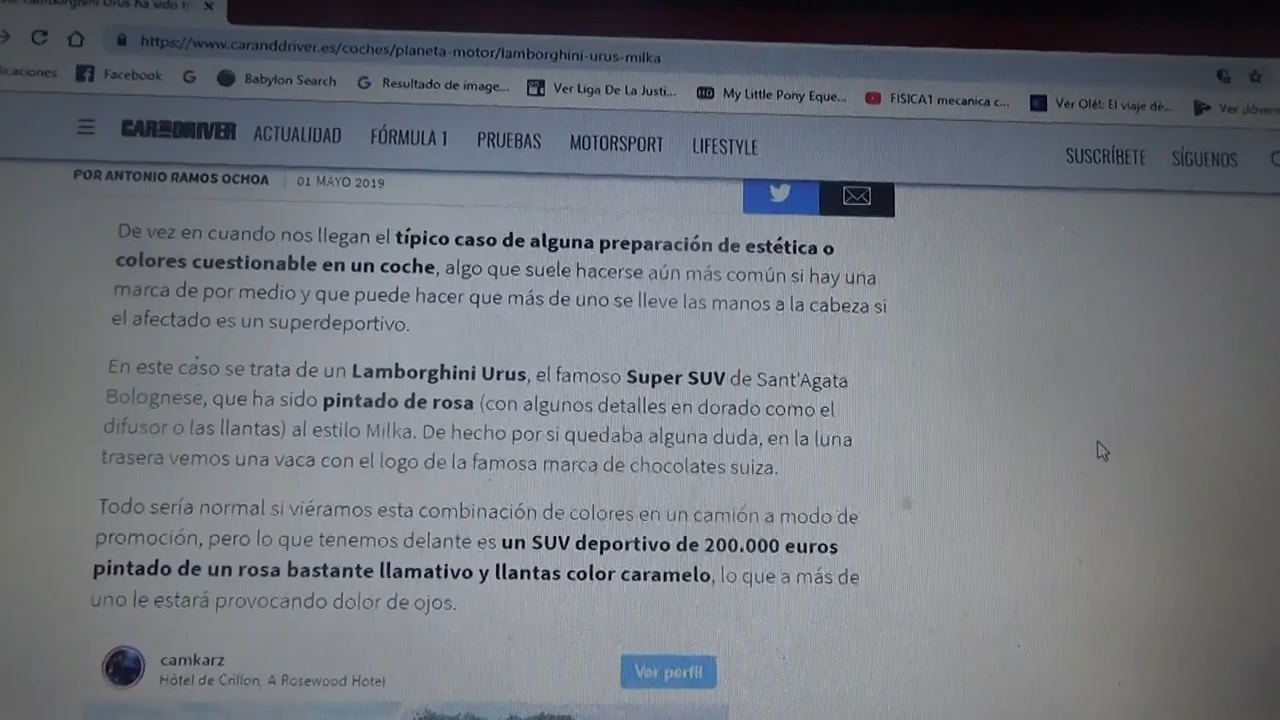 https://www.caranddriver.es/coches/planeta-motor/lamborghini-urus-milka
Facebook
Babylon Search
Resultado de image...
Ver Liga De La Justi...
My Little Pony Eque...
FISICA1 mecanica c...
Ver Olé!: El viaje de...
CAR AND DRIVER ACTUALIDAD FÓRMULA 1 PRUEBAS MOTORSPORT LIFESTYLE SUSCRÍBETE SÍGUENOS
POR ANTONIO RAMOS OCHOA 01 MAYO 2019
De vez en cuando nos llegan el típico caso de alguna preparación de estética o
colores cuestionable en un coche, algo que suele hacerse aún más común si hay una
marca de por medio y que puede hacer que más de uno se lleve las manos a la cabeza si
el afectado es un superdeportivo.
En este caso se trata de un Lamborghini Urus, el famoso Super SUV de Sant'Agata
Bolognese, que ha sido pintado de rosa (con algunos detalles en dorado como el
difusor o las llantas) al estilo Milka. De hecho por si quedaba alguna duda, en la luna
trasera vemos una vaca con el logo de la famosa marca de chocolates suiza.
Todo sería normal si viéramos esta combinación de colores en un camión a modo de
promoción, pero lo que tenemos delante es un SUV deportivo de 200.000 euros
pintado de un rosa bastante llamativo y llantas color caramelo, lo que a más de
uno le estará provocando dolor de ojos.
camkarz
Hôtel de Crillon, A Rosewood Hotel
Ver perfil